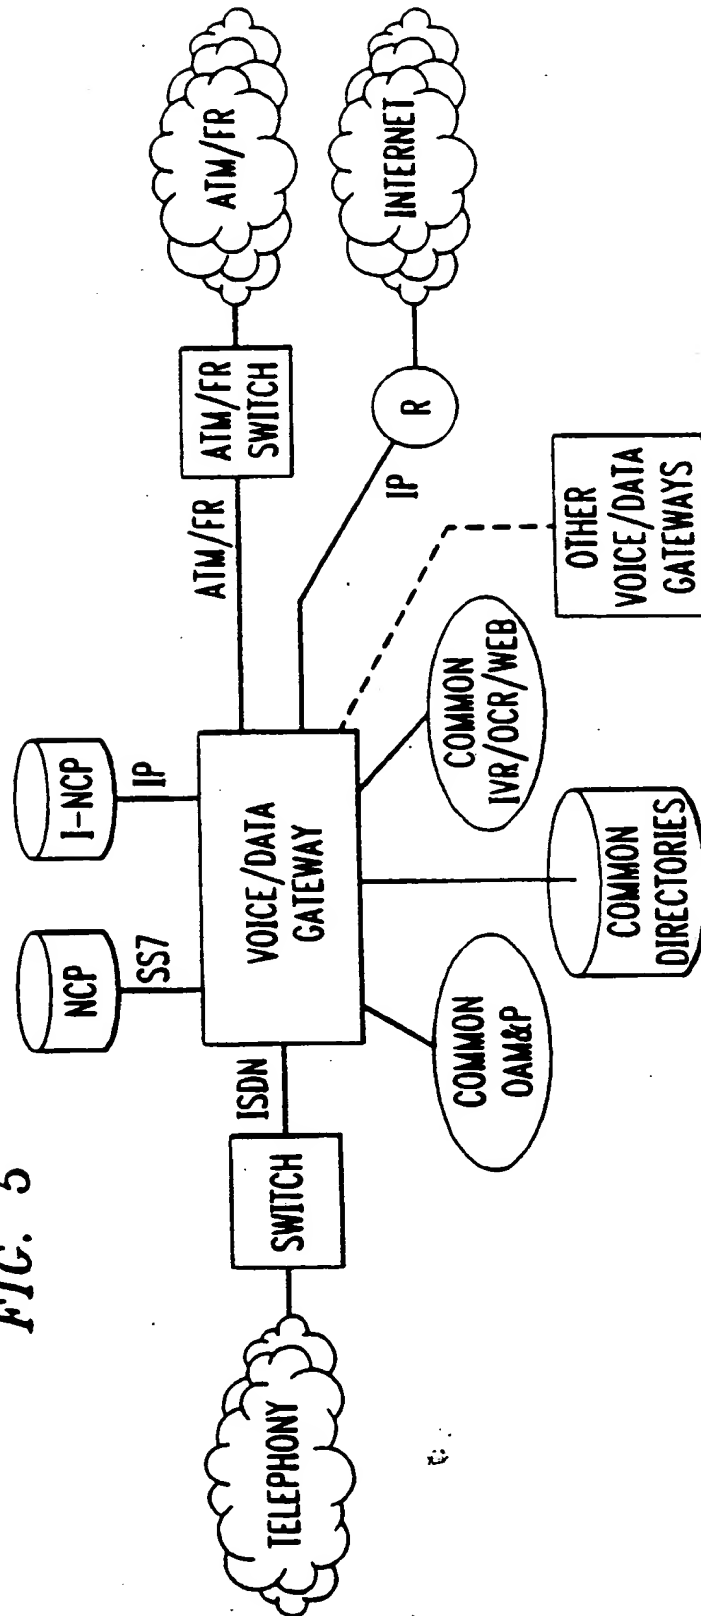 FIG. 5
NCP
I-NCP
SS7
IP
ATM/FR
ATM/FR
SWITCH
ATM/FR
TELEPHONY
SWITCH
ISDN
VOICE/DATA
GATEWAY
IP
R
INTERNET
COMMON
OAM&P
COMMON
DIRECTORIES
COMMON
IVR/OCR/WEB
OTHER
VOICE/DATA
GATEWAYS